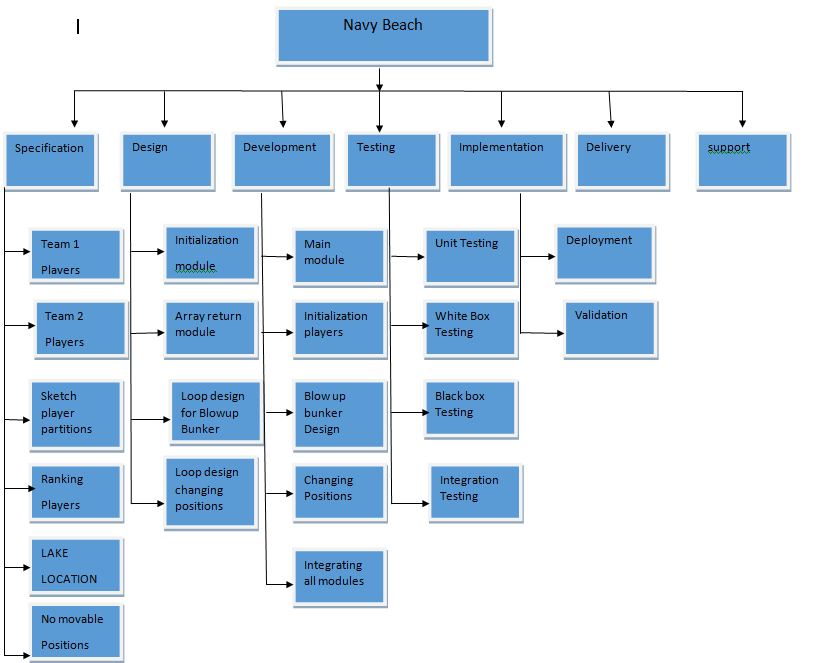 Navy Beach
Specification
Design
Development
Testing
Implementation
Delivery
support
Team 1
Players
Team 2
Players
Sketch
player
partitions
Ranking
Players
LAKE
LOCATION
No movable
Positions
Initialization
module
Array return
module
Loop design
for Blowup
Bunker
Loop design
changing
positions
Main
module
Initialization
players
Blow up
bunker
Design
Changing
Positions
Integrating
all modules
Unit Testing
White Box
Testing
Black box
Testing
Integration
Testing
Deployment
Validation